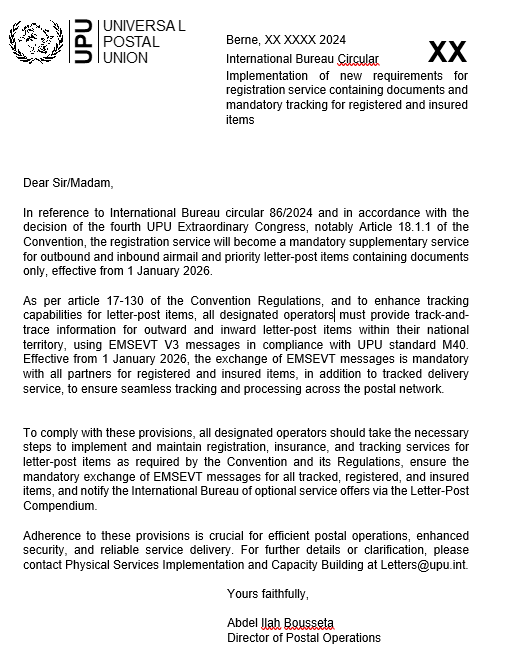 UPU
UNIVERSAL
POSTAL
UNION
Berne, XX XXXX 2024
XX
International Bureau Circular
Implementation of new requirements for
registration service containing documents and
mandatory tracking for registered and insured
items
Dear Sir/Madam,
In reference to International Bureau circular 86/2024 and in accordance with the
decision of the fourth UPU Extraordinary Congress, notably Article 18.1.1 of the
Convention, the registration service will become a mandatory supplementary service
for outbound and inbound airmail and priority letter-post items containing documents
only, effective from 1 January 2026.
As per article 17-130 of the Convention Regulations, and to enhance tracking
capabilities for letter-post items, all designated operators must provide track-and-
trace information for outward and inward letter-post items within their national
territory, using EMSEVT V3 messages in compliance with UPU standard M40.
Effective from 1 January 2026, the exchange of EMSEVT messages is mandatory
with all partners for registered and insured items, in addition to tracked delivery
service, to ensure seamless tracking and processing across the postal network.
To comply with these provisions, all designated operators should take the necessary
steps to implement and maintain registration, insurance, and tracking services for
letter-post items as required by the Convention and its Regulations, ensure the
mandatory exchange of EMSEVT messages for all tracked, registered, and insured
items, and notify the International Bureau of optional service offers via the Letter-Post
Compendium.
Adherence to these provisions is crucial for efficient postal operations, enhanced
security, and reliable service delivery. For further details or clarification, please
contact Physical Services Implementation and Capacity Building at Letters@upu.int.
Yours faithfully,
Abdel Ilah Bousseta
Director of Postal Operations